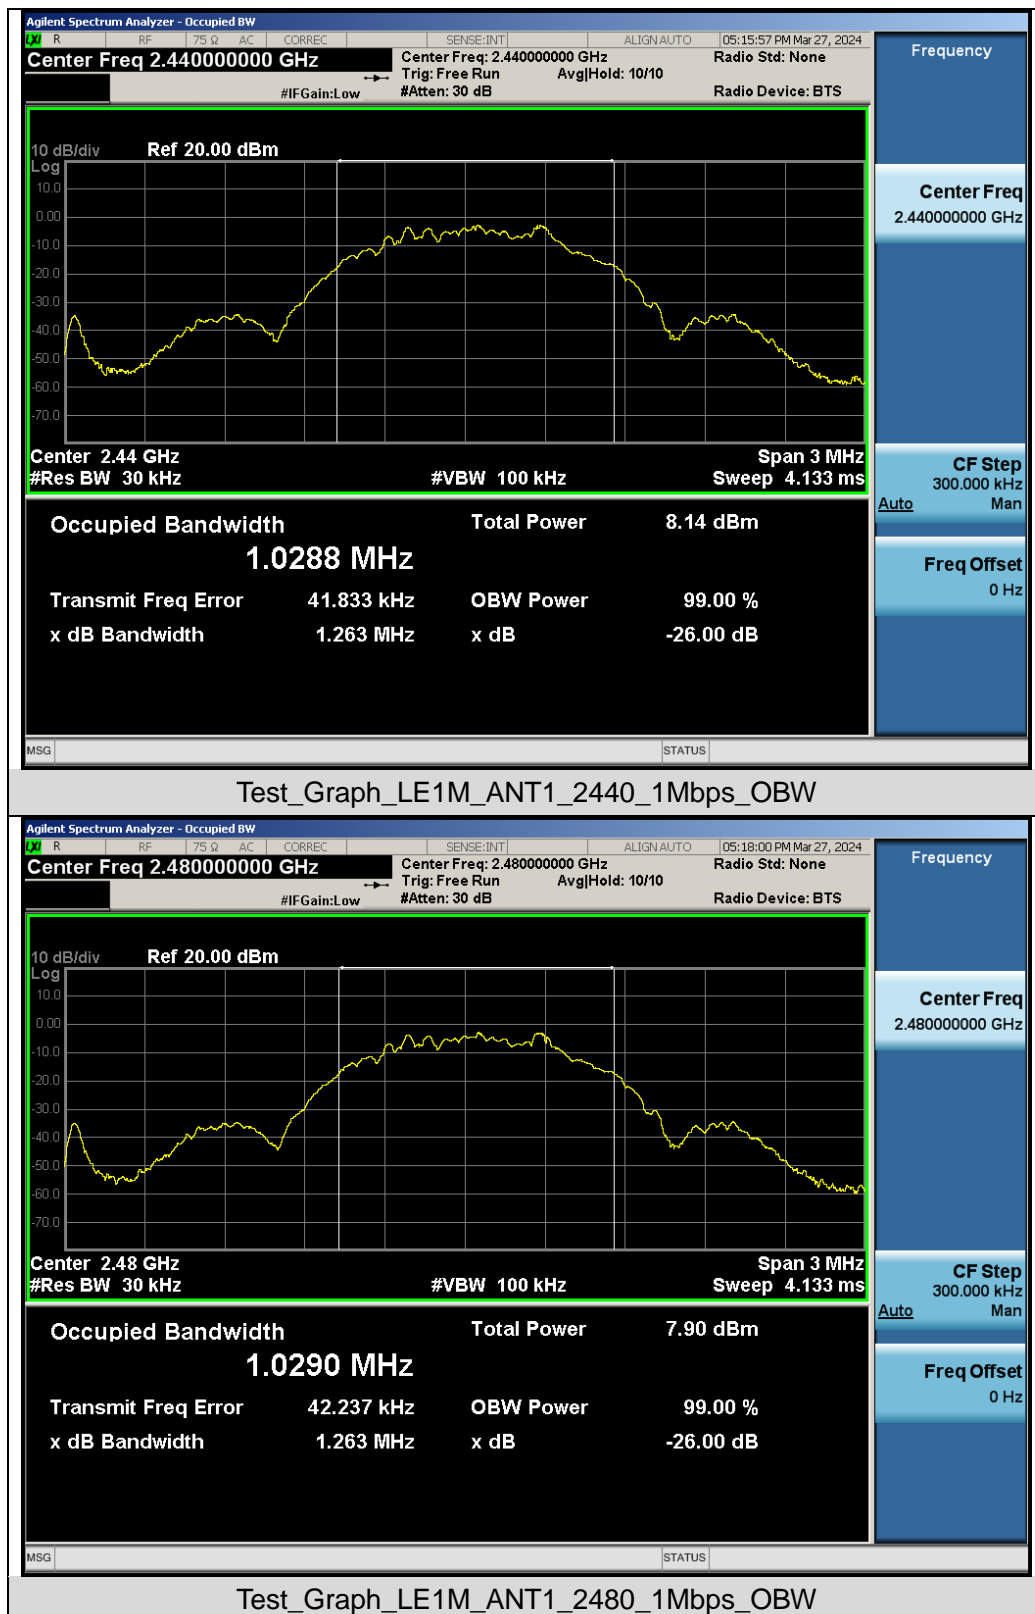 Agilent Spectrum Analyzer - Occupied BW
LXI R RF 75 Ω AC CORREC SENSE:INT ALIGN AUTO 05:15:57 PM Mar 27, 2024
Center Freq 2.440000000 GHz Center Freq: 2.440000000 GHz Radio Std: None Frequency
Trig: Free Run Avg|Hold: 10/10
#IFGain:Low #Atten: 30 dB Radio Device: BTS
10 dB/div Ref 20.00 dBm
Log
10.0
0.00
-10.0
-20.0
-30.0
-40.0
-50.0
-60.0
-70.0
Center Freq
2.440000000 GHz
Center 2.44 GHz Span 3 MHz
#Res BW 30 kHz #VBW 100 kHz Sweep 4.133 ms
CF Step
300.000 kHz
Auto Man
Occupied Bandwidth Total Power 8.14 dBm
1.0288 MHz
Freq Offset
0 Hz
Transmit Freq Error 41.833 kHz OBW Power 99.00 %
x dB Bandwidth 1.263 MHz x dB -26.00 dB
MSG STATUS
Test_Graph_LE1M_ANT1_2440_1Mbps_OBW
Agilent Spectrum Analyzer - Occupied BW
LXI R RF 75 Ω AC CORREC SENSE:INT ALIGN AUTO 05:18:00 PM Mar 27, 2024
Center Freq 2.480000000 GHz Center Freq: 2.480000000 GHz Radio Std: None Frequency
Trig: Free Run Avg|Hold: 10/10
#IFGain:Low #Atten: 30 dB Radio Device: BTS
10 dB/div Ref 20.00 dBm
Log
10.0
0.00
-10.0
-20.0
-30.0
-40.0
-50.0
-60.0
-70.0
Center Freq
2.480000000 GHz
Center 2.48 GHz Span 3 MHz
#Res BW 30 kHz #VBW 100 kHz Sweep 4.133 ms
CF Step
300.000 kHz
Auto Man
Occupied Bandwidth Total Power 7.90 dBm
1.0290 MHz
Freq Offset
0 Hz
Transmit Freq Error 42.237 kHz OBW Power 99.00 %
x dB Bandwidth 1.263 MHz x dB -26.00 dB
MSG STATUS
Test_Graph_LE1M_ANT1_2480_1Mbps_OBW